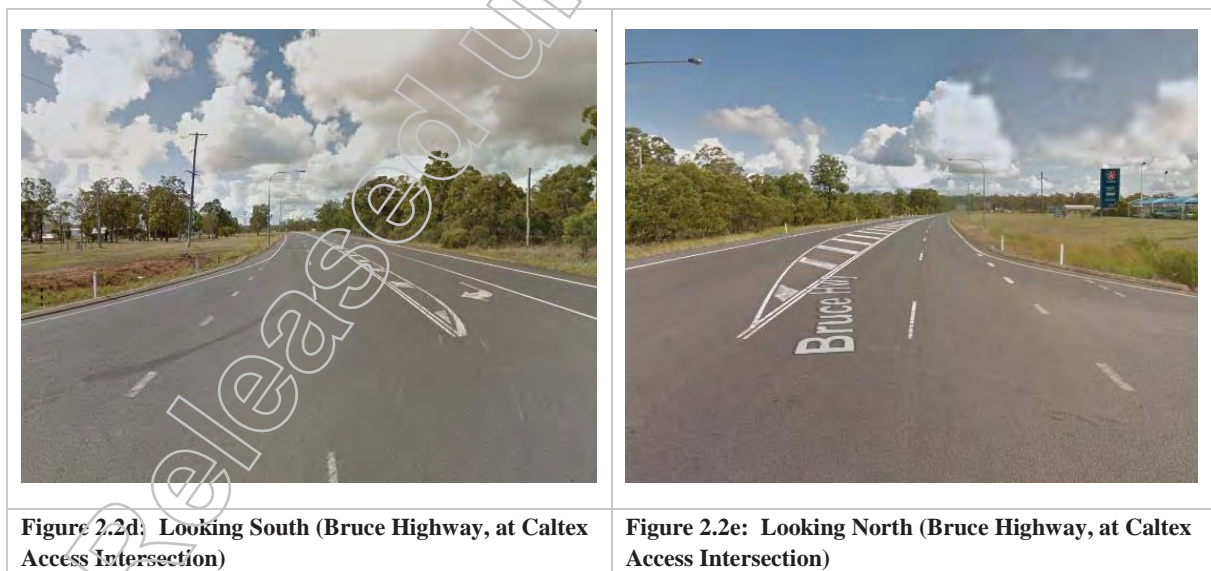 Released u
Bruce Hwy
Figure 2.2d: Looking South (Bruce Highway, at Caltex
Access Intersection)
Figure 2.2e: Looking North (Bruce Highway, at Caltex
Access Intersection)